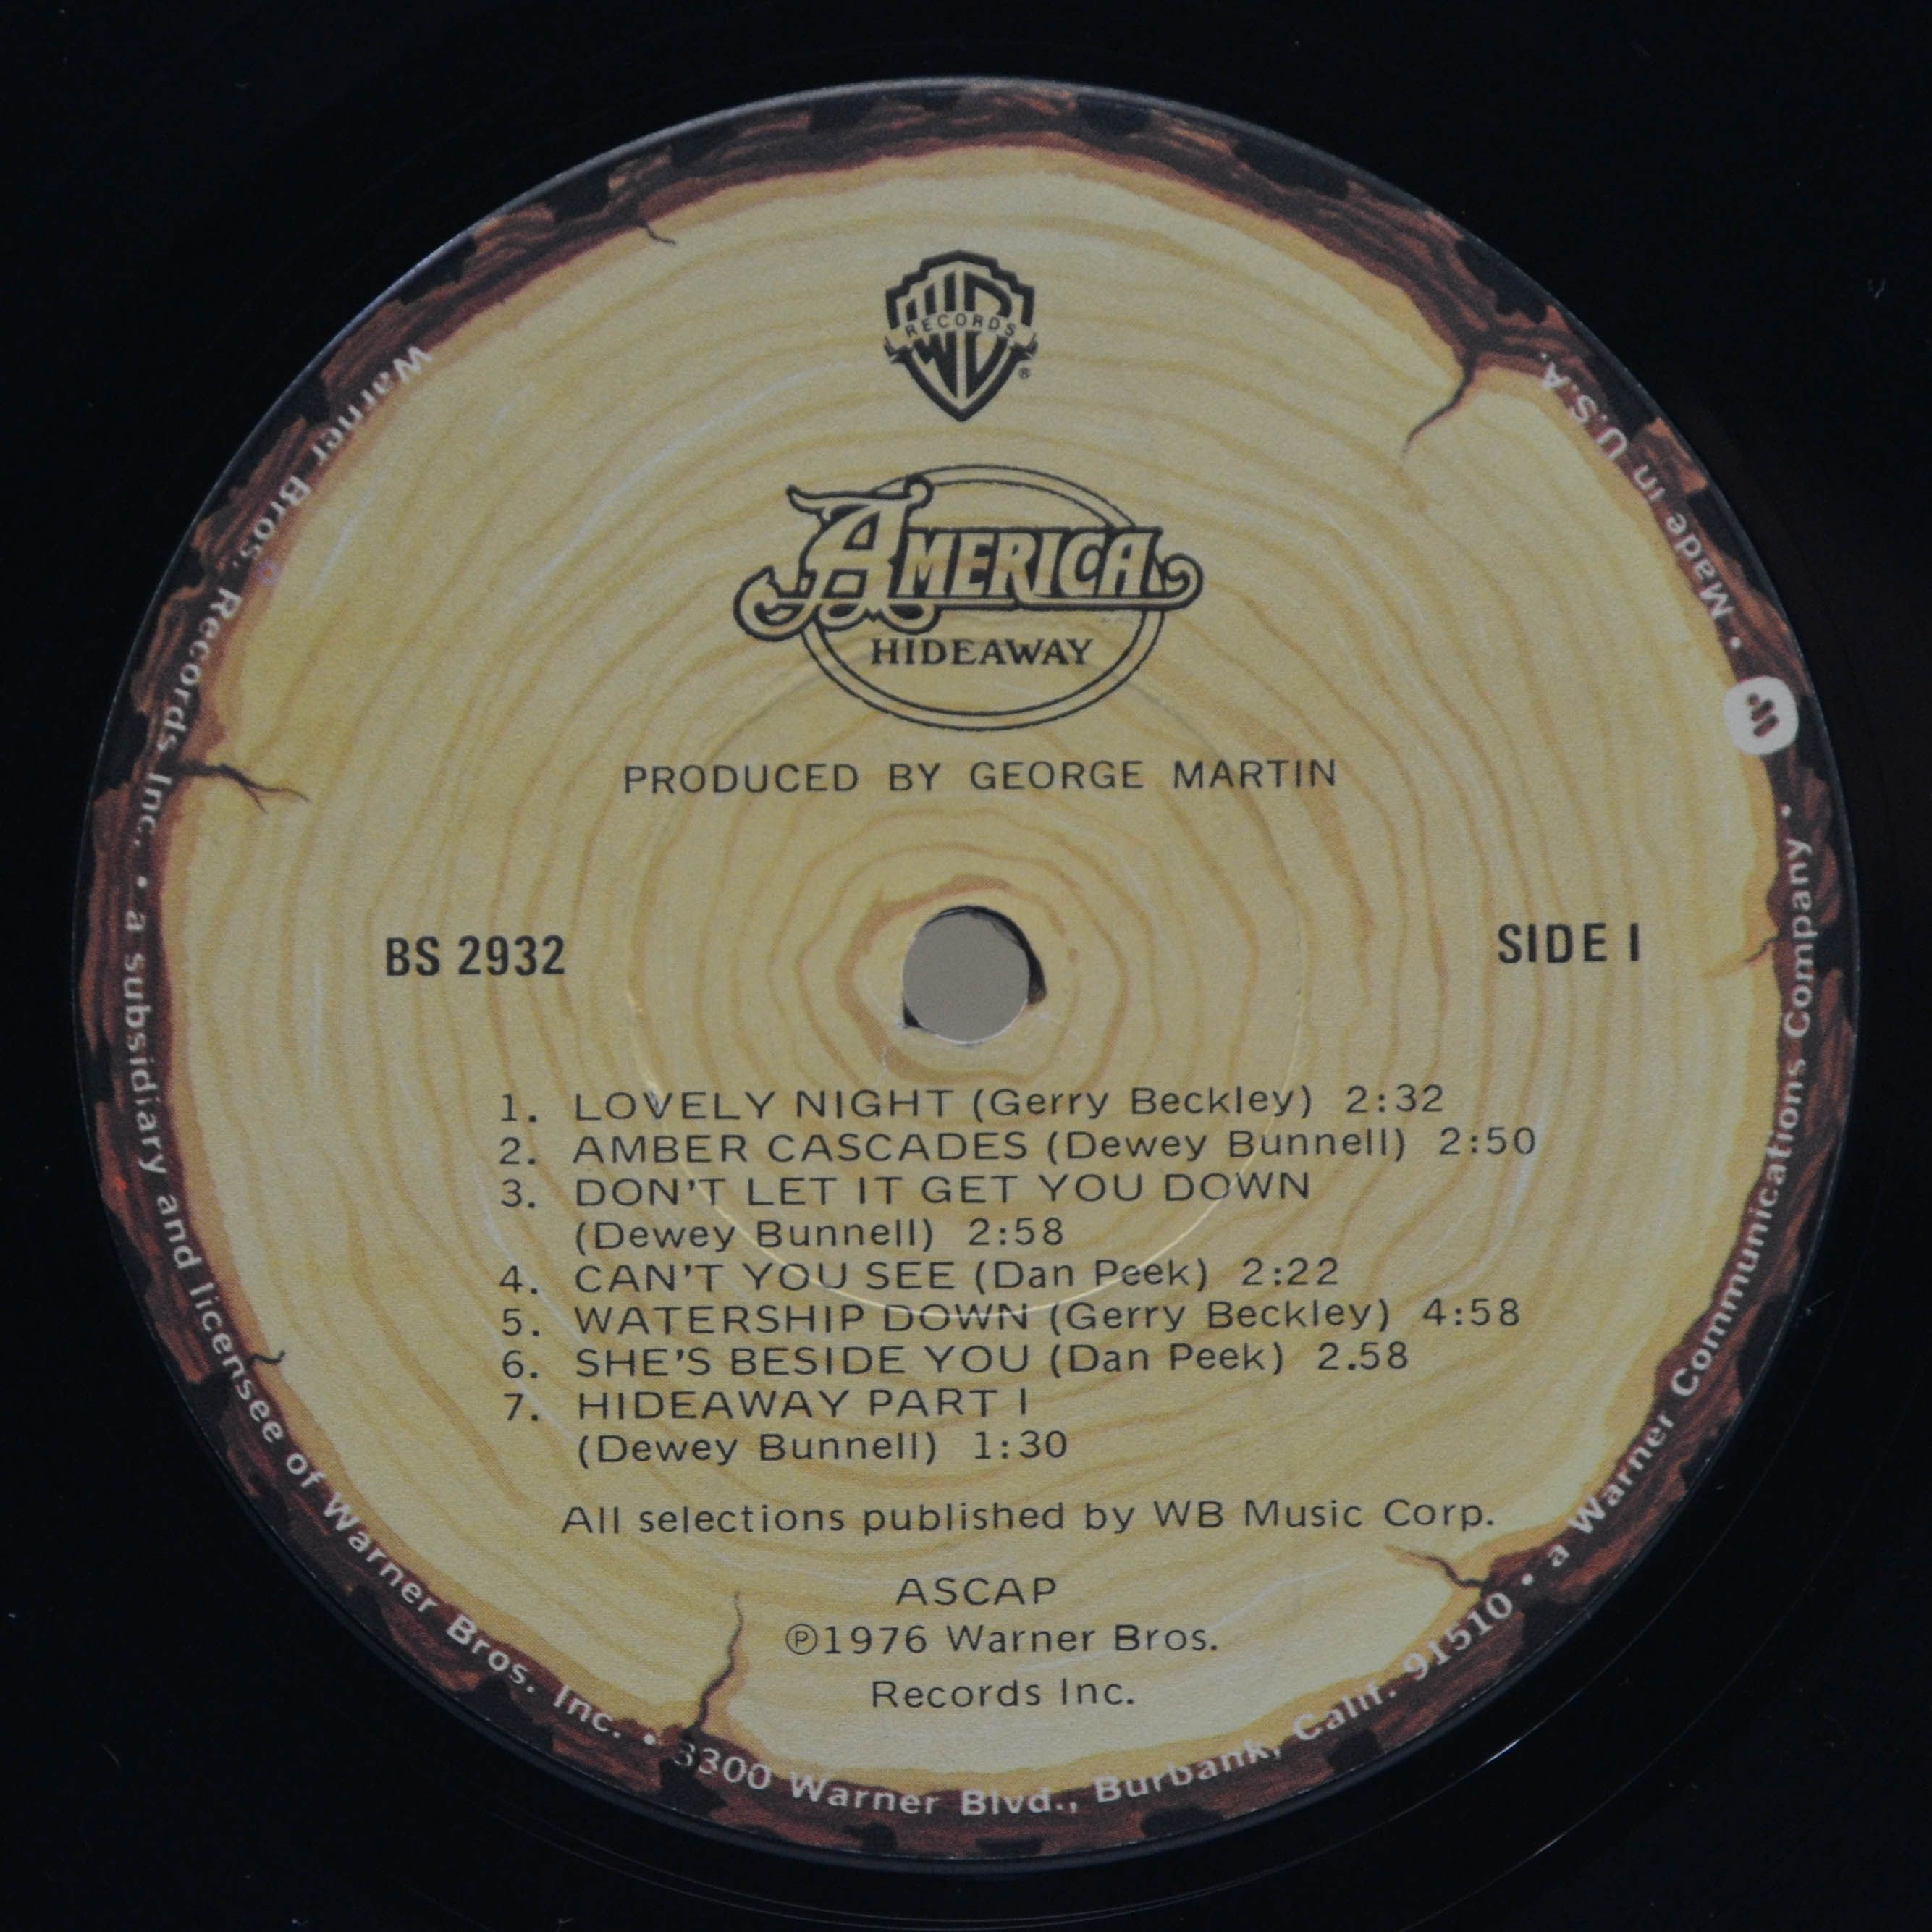 WB
RECORDS
®
AMERICA
HIDEAWAY
PRODUCED BY GEORGE MARTIN
BS 2932
SIDE I
1. LOVELY NIGHT (Gerry Beckley) 2:32
2. AMBER CASCADES (Dewey Bunnell) 2:50
3. DON'T LET IT GET YOU DOWN
(Dewey Bunnell) 2:58
4. CAN'T YOU SEE (Dan Peek) 2:22
5. WATERSHIP DOWN (Gerry Beckley) 4:58
6. SHE'S BESIDE YOU (Dan Peek) 2.58
7. HIDEAWAY PART I
(Dewey Bunnell) 1:30
All selections published by WB Music Corp.
ASCAP
℗1976 Warner Bros.
Records Inc.
Warner Bros. Records Inc. • a subsidiary and licensee of Warner Bros. Inc. • 3300 Warner Blvd., Burbank, Calif. 91510 • a Warner Communications Company • • Made in U.S.A.